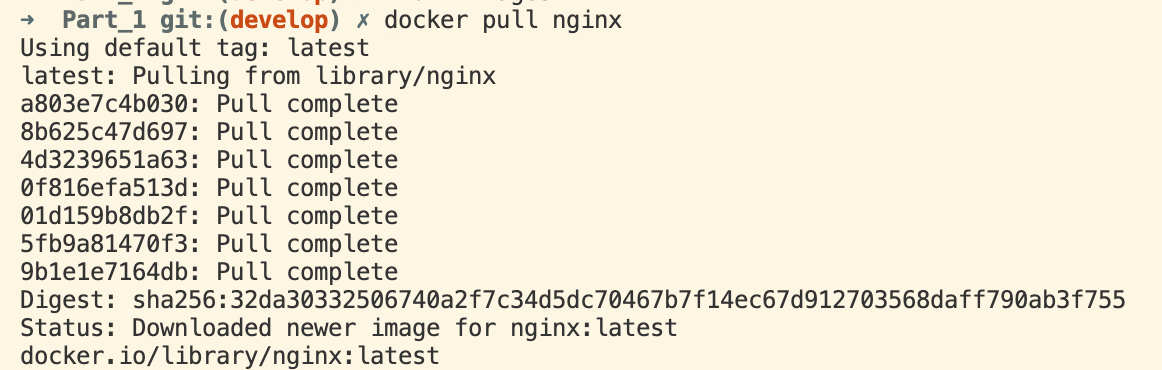 ➜  Part_1 git:(develop) ✗ docker pull nginx
Using default tag: latest
latest: Pulling from library/nginx
a803e7c4b030: Pull complete
8b625c47d697: Pull complete
4d3239651a63: Pull complete
0f816efa513d: Pull complete
01d159b8db2f: Pull complete
5fb9a81470f3: Pull complete
9b1e1e7164db: Pull complete
Digest: sha256:32da30332506740a2f7c34d5dc70467b7f14ec67d912703568daff790ab3f755
Status: Downloaded newer image for nginx:latest
docker.io/library/nginx:latest